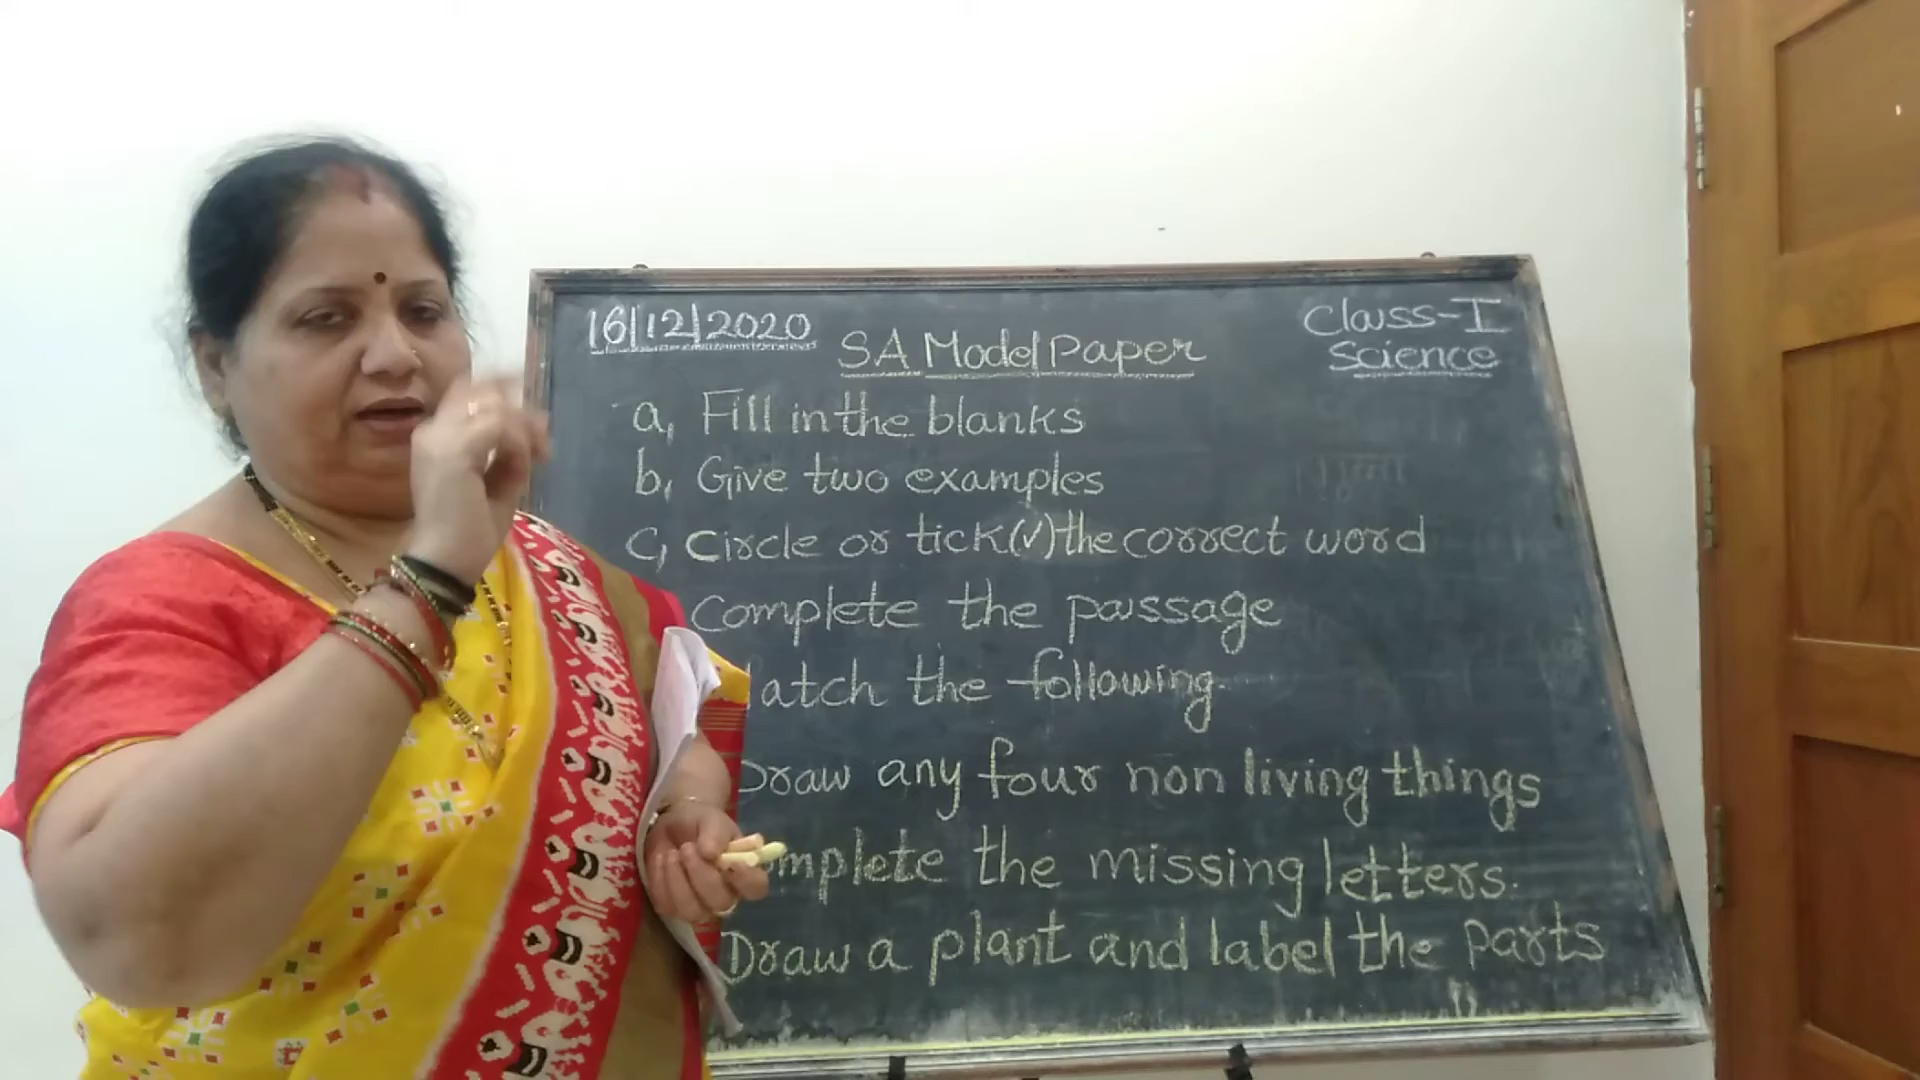 16/12/2020
SA Model Paper
Class-I
Science
a, Fill in the blanks
b, Give two examples
c, Circle or tick(✓) the correct word
Complete the passage
atch the following.
Draw any four non living things
omplete the missing letters.
Draw a plant and label the parts